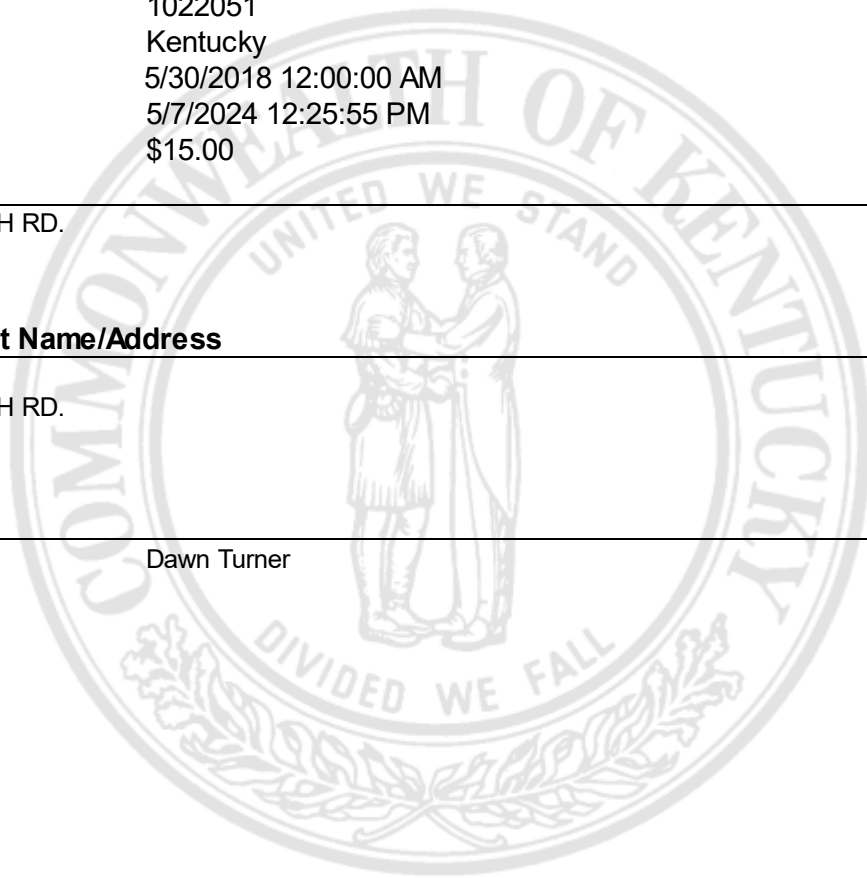 1022051
Kentucky
5/30/2018 12:00:00 AM
5/7/2024 12:25:55 PM
$15.00
H RD.
t Name/Address
H RD.
Dawn Turner
COMMONWEALTH OF KENTUCKY
UNITED WE STAND
DIVIDED WE FALL